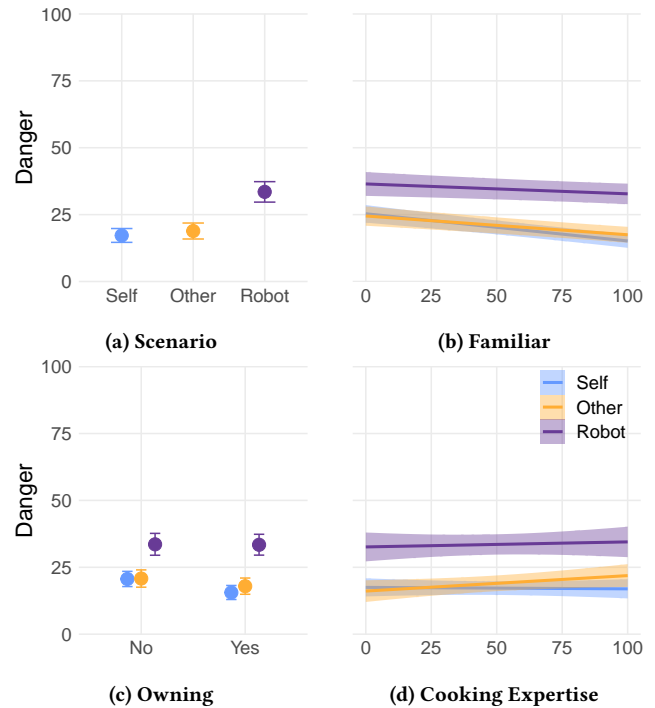 100
75
50
25
0
Danger
Self Other Robot
0 25 50 75 100
(a) Scenario
(b) Familiar
100
75
50
25
0
Danger
Self
Other
Robot
No Yes
0 25 50 75 100
(c) Owning
(d) Cooking Expertise